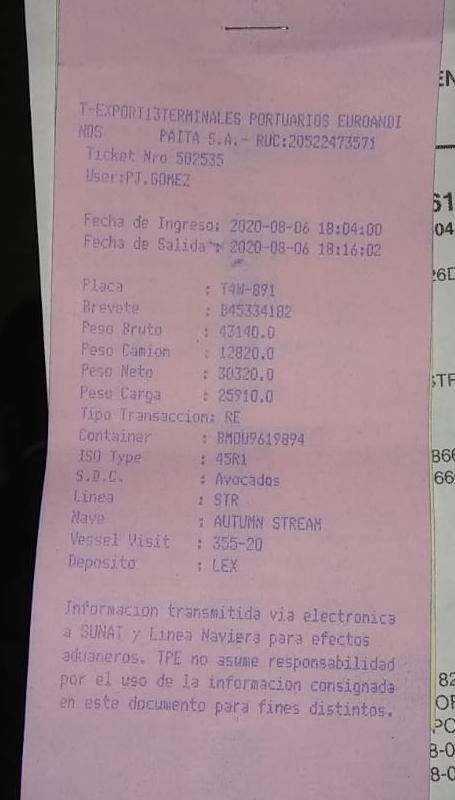 T-EXPORT13TERMINALES PORTUARIOS EUROANDI
NOS PAITA S.A.- RUC:20522473571
Ticket Nro 502535
User:PJ.GOMEZ
Fecha de Ingreso: 2020-08-06 18:04:00
Fecha de Salida : 2020-08-06 18:16:02
Placa : T4W-891
Brevete : B45334182
Peso Bruto : 43140.0
Peso Camion : 12820.0
Peso Neto : 30320.0
Peso Carga : 25910.0
Tipo Transaccion: RE
Container : BMOU9619894
ISO Type : 45R1
S.D.C. : Avocados
Linea : STR
Nave : AUTUMN STREAM
Vessel Visit : 355-20
Deposito : LEX
Informacion transmitida via electronica
a SUNAT y Linea Naviera para efectos
aduaneros. TPE no asume responsabilidad
por el uso de la informacion consignada
en este documento para fines distintos.